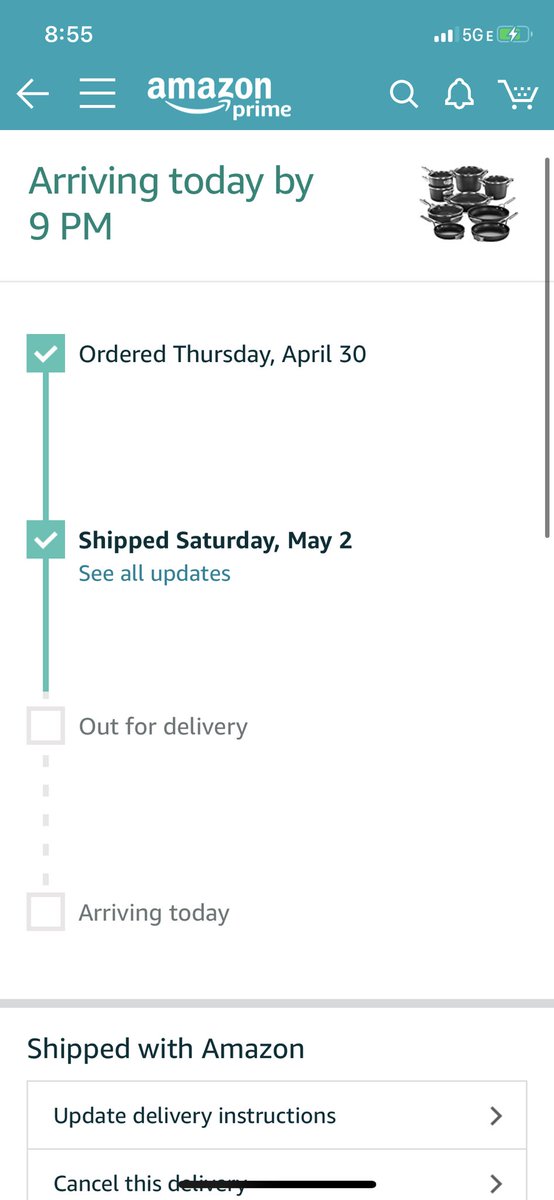 8:55
5GE
amazon
prime
Arriving today by
9 PM
Ordered Thursday, April 30
Shipped Saturday, May 2
See all updates
Out for delivery
Arriving today
Shipped with Amazon
Update delivery instructions
Cancel this delivery